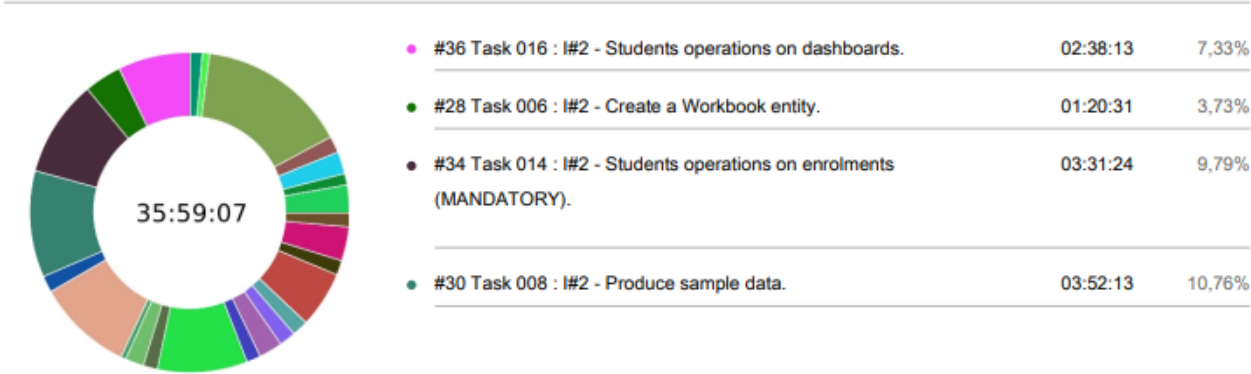 #36 Task 016 : I#2 - Students operations on dashboards. 02:38:13 7,33%
#28 Task 006 : I#2 - Create a Workbook entity. 01:20:31 3,73%
#34 Task 014 : I#2 - Students operations on enrolments 03:31:24 9,79%
(MANDATORY).
35:59:07
#30 Task 008 : I#2 - Produce sample data. 03:52:13 10,76%